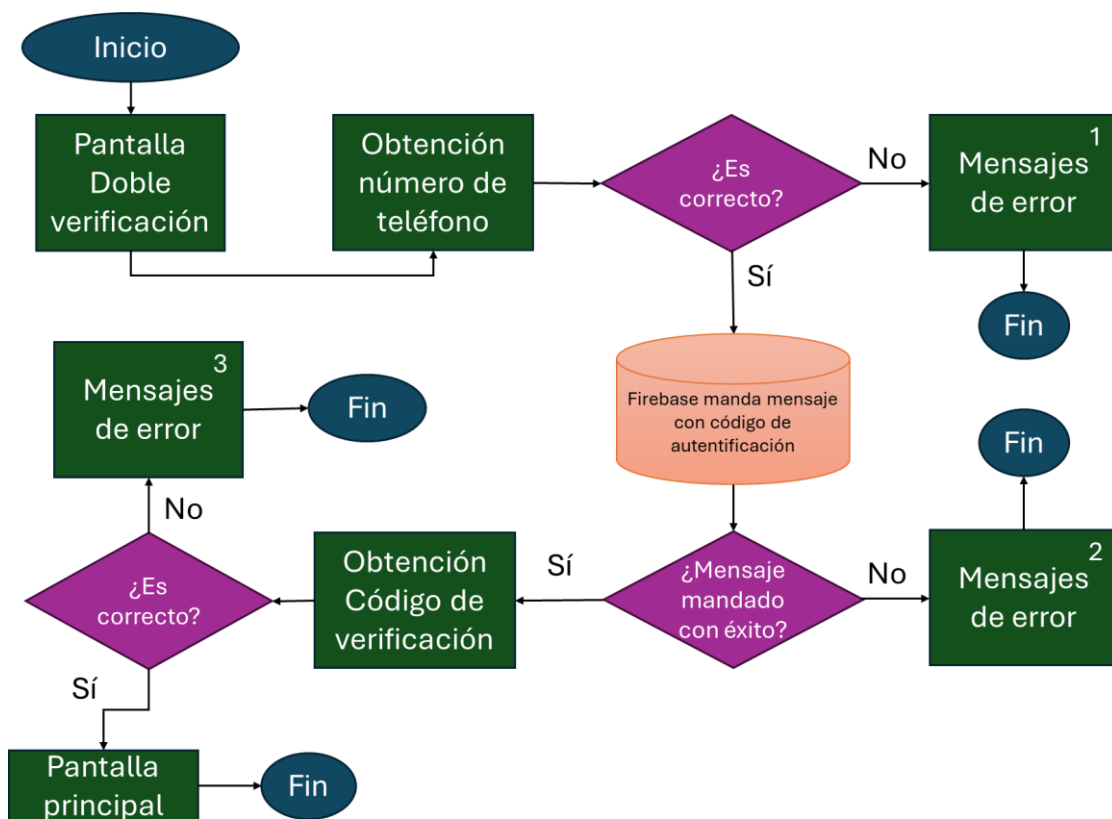 Inicio
Pantalla
Doble
verificación
Obtención
número de
teléfono
¿Es
correcto?
No
1
Mensajes
de error
Fin
Sí
Firebase manda mensaje
con código de
autentificación
¿Mensaje
mandado
con éxito?
No
2
Mensajes
de error
Fin
Sí
Obtención
Código de
verificación
¿Es
correcto?
No
3
Mensajes
de error
Fin
Sí
Pantalla
principal
Fin